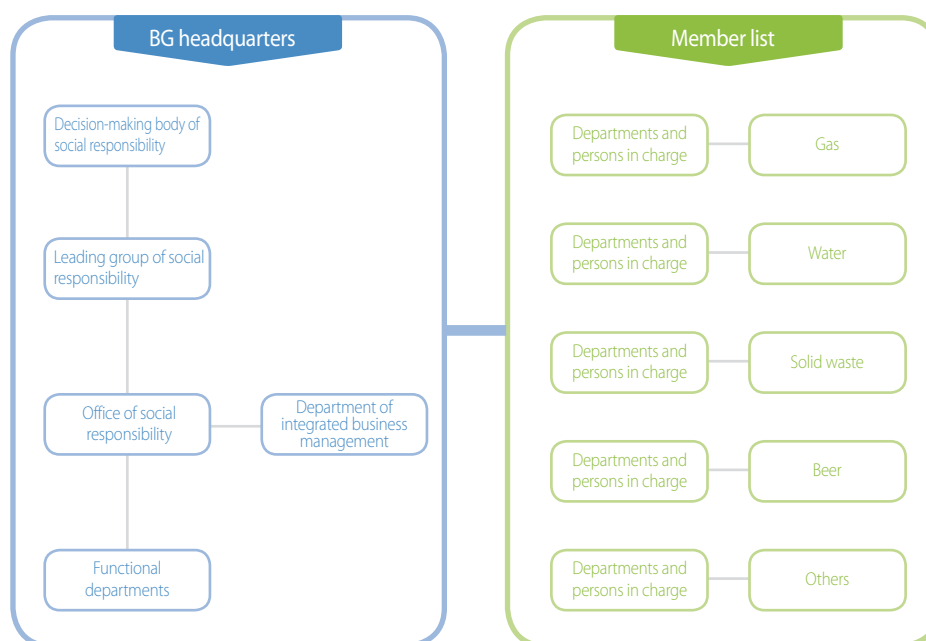 BG headquarters
Decision-making body of
social responsibility
Leading group of social
responsibility
Office of social
responsibility
Department of
integrated business
management
Functional
departments
Member list
Departments and
persons in charge
Gas
Departments and
persons in charge
Water
Departments and
persons in charge
Solid waste
Departments and
persons in charge
Beer
Departments and
persons in charge
Others